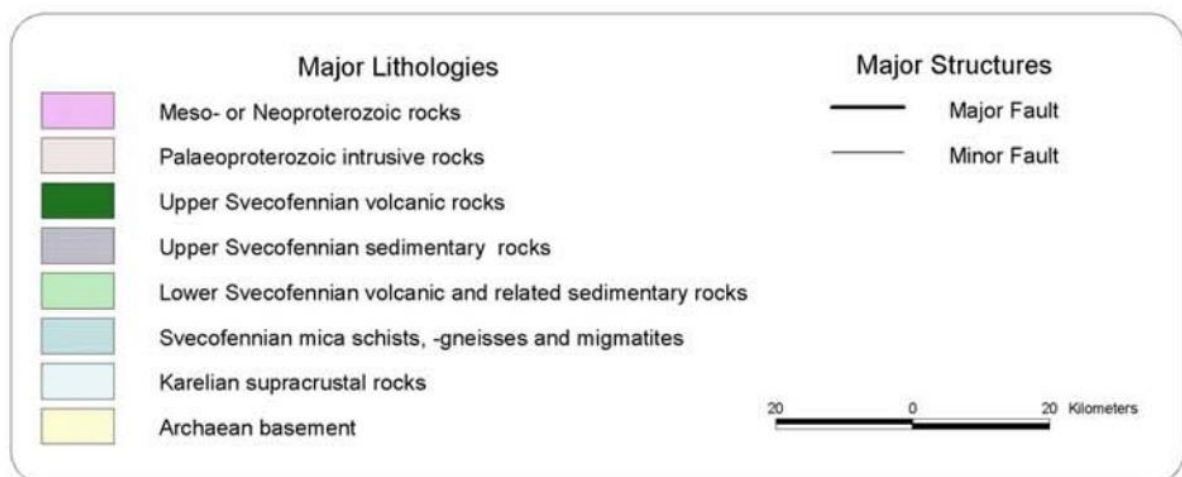 Major Lithologies
Meso- or Neoproterozoic rocks
Palaeoproterozoic intrusive rocks
Upper Svecofennian volcanic rocks
Upper Svecofennian sedimentary rocks
Lower Svecofennian volcanic and related sedimentary rocks
Svecofennian mica schists, -gneisses and migmatites
Karelian supracrustal rocks
Archaean basement
Major Structures
Major Fault
Minor Fault
20 0 20 Kilometers